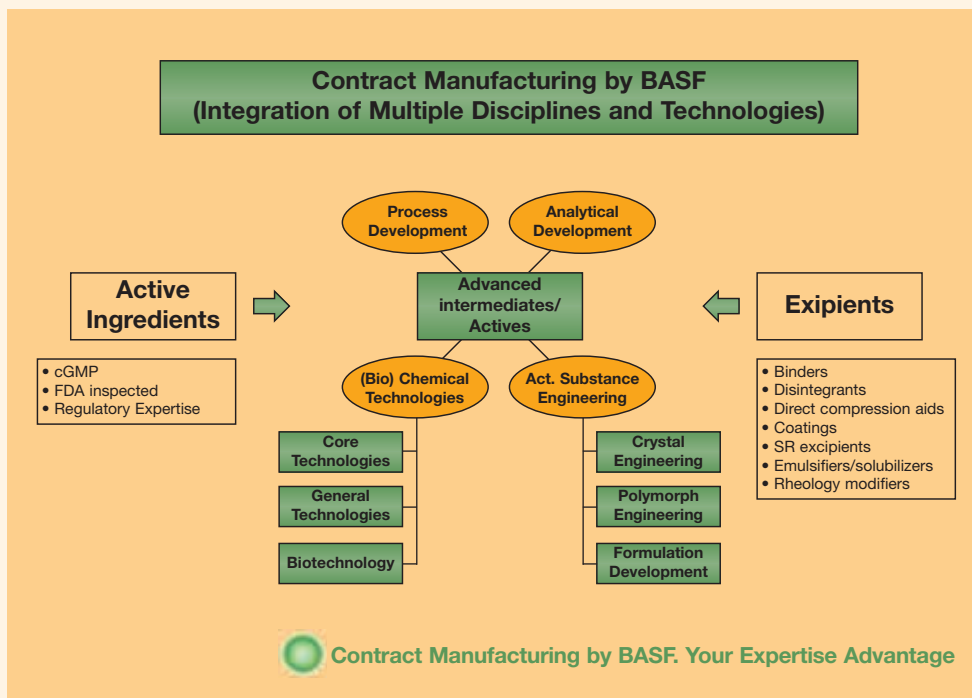 Contract Manufacturing by BASF
(Integration of Multiple Disciplines and Technologies)
Process
Development
Analytical
Development
Active
Ingredients
Advanced
intermediates/
Actives
Exipients
• cGMP
• FDA inspected
• Regulatory Expertise
(Bio) Chemical
Technologies
Act. Substance
Engineering
• Binders
• Disintegrants
• Direct compression aids
• Coatings
• SR excipients
• Emulsifiers/solubilizers
• Rheology modifiers
Core
Technologies
General
Technologies
Biotechnology
Crystal
Engineering
Polymorph
Engineering
Formulation
Development
Contract Manufacturing by BASF. Your Expertise Advantage